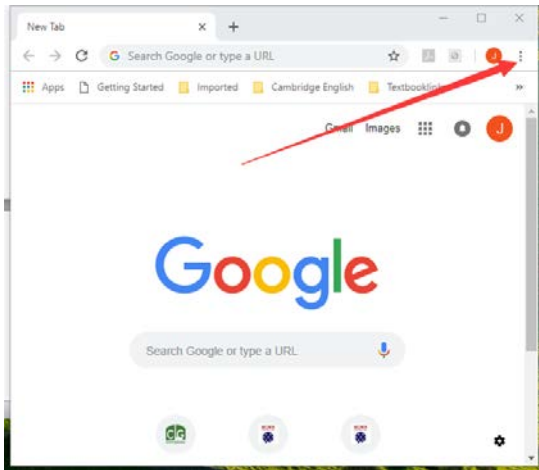 New Tab
Search Google or type a URL
J
Apps Getting Started Imported Cambridge English
Gmail Images J
Google
Search Google or type a URL
CG